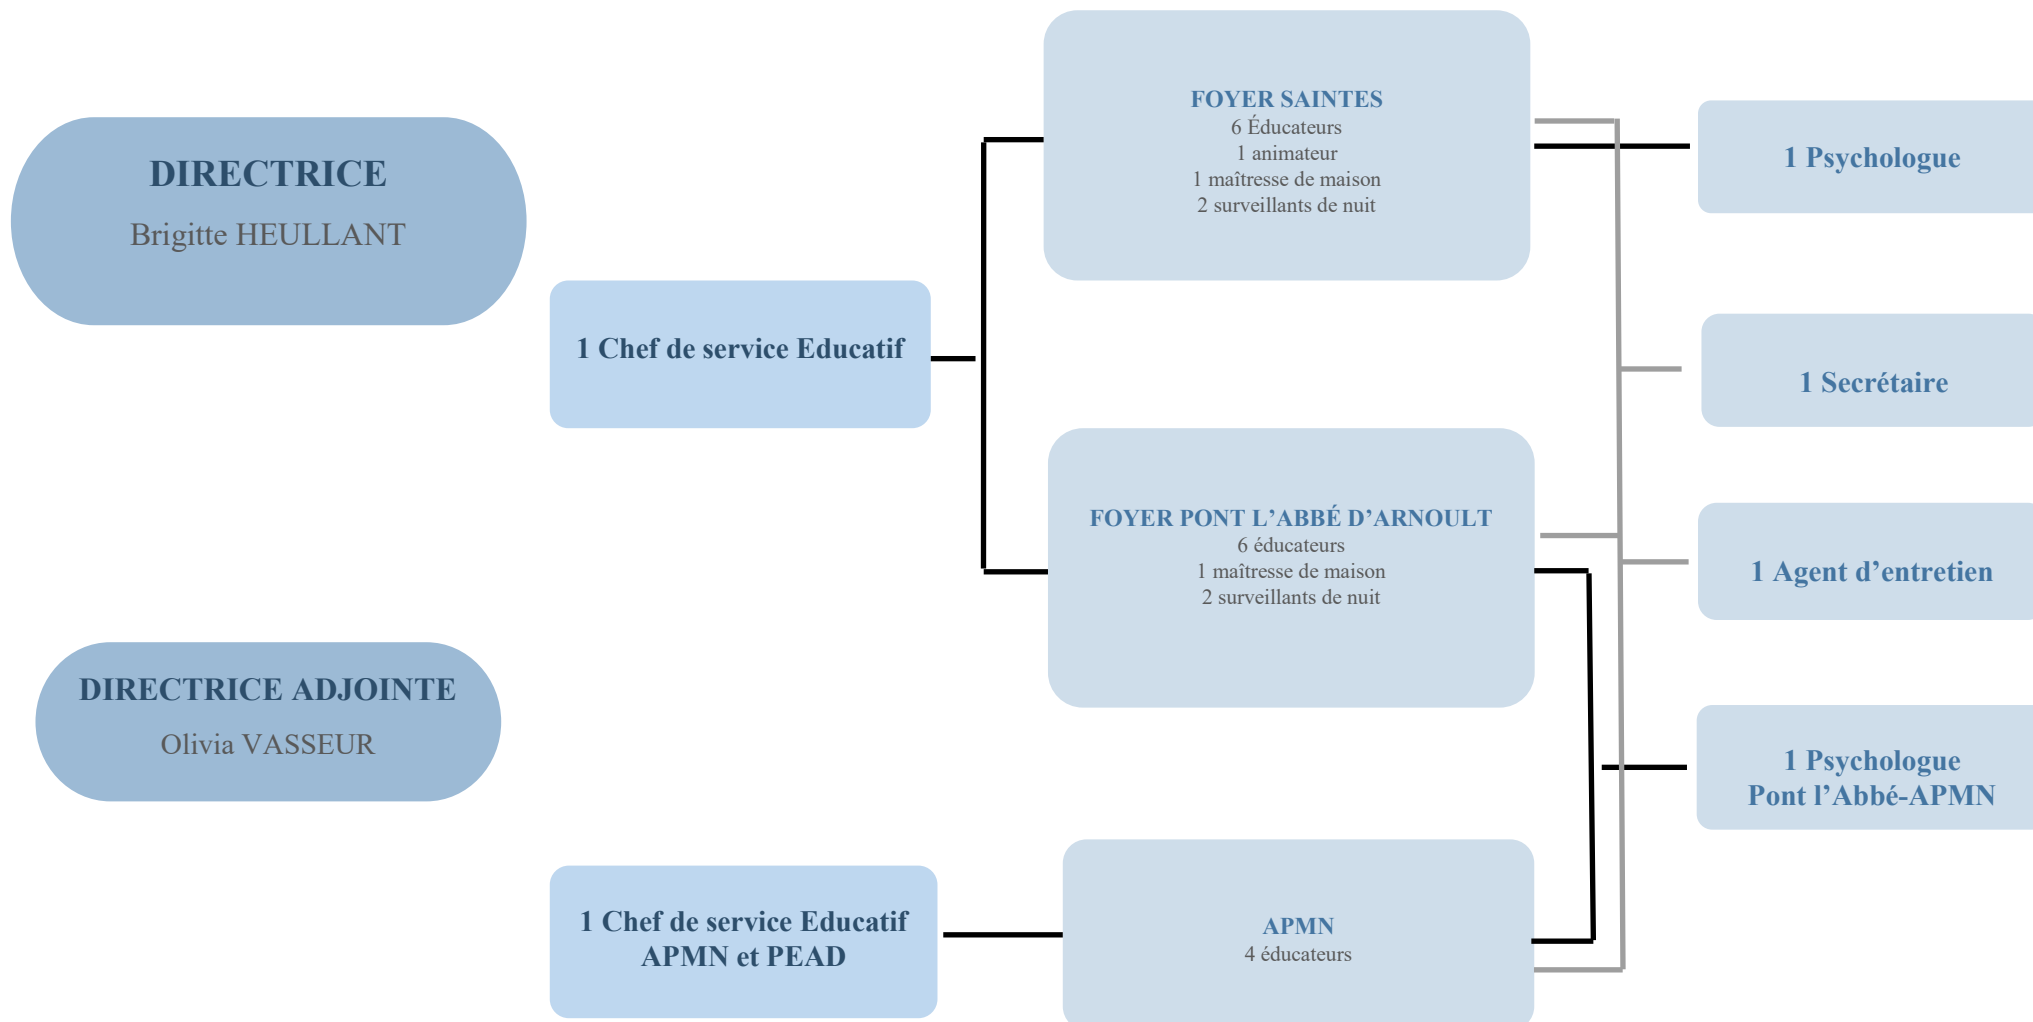 DIRECTRICE
Brigitte HEULLANT
DIRECTRICE ADJOINTE
Olivia VASSEUR
1 Chef de service Educatif
1 Chef de service Educatif
APMN et PEAD
FOYER SAINTES
6 Éducateurs
1 animateur
1 maîtresse de maison
2 surveillants de nuit
FOYER PONT L’ABBÉ D’ARNOULT
6 éducateurs
1 maîtresse de maison
2 surveillants de nuit
APMN
4 éducateurs
1 Psychologue
1 Secrétaire
1 Agent d’entretien
1 Psychologue
Pont l’Abbé-APMN